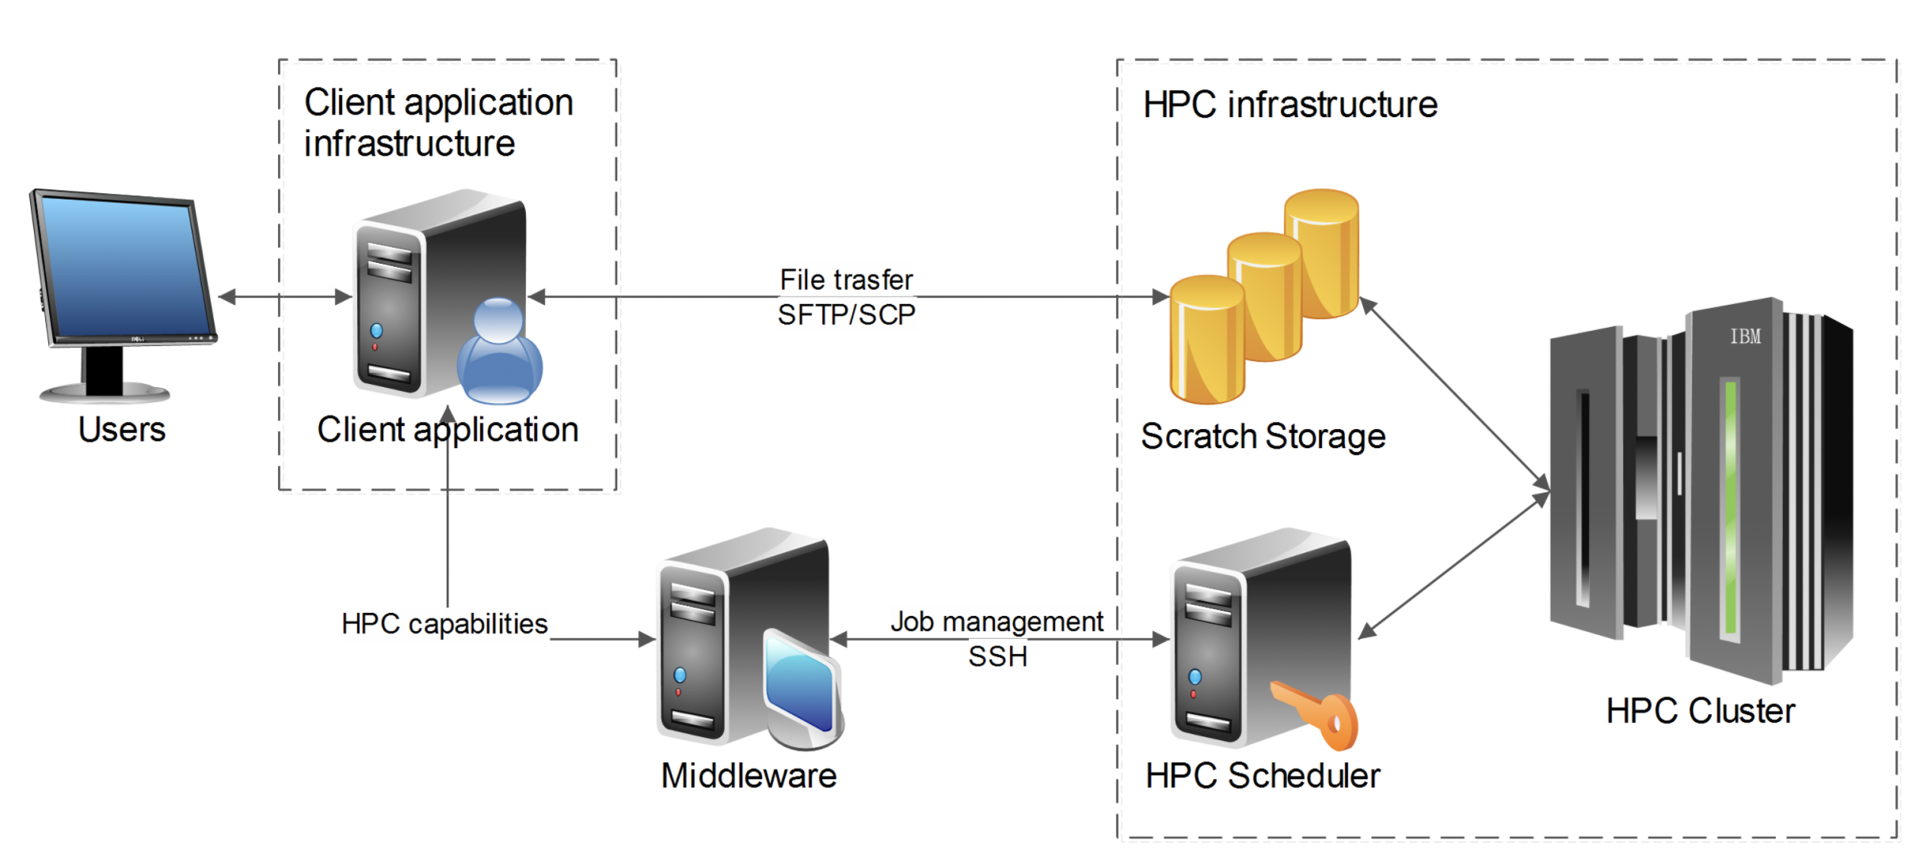 Client application
infrastructure
HPC infrastructure
File trasfer
SFTP/SCP
IBM
DELL
Users
Client application
Scratch Storage
HPC capabilities
Job management
SSH
HPC Cluster
Middleware
HPC Scheduler